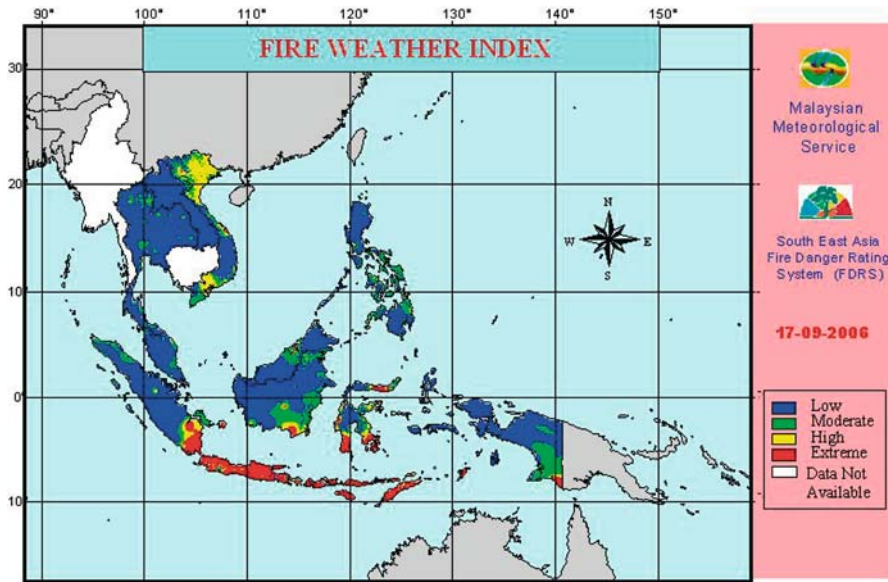 90° 100° 110° 120° 130° 140° 150°
FIRE WEATHER INDEX
30°
20°
10°
0°
10°
N
W E
S
Malaysian
Meteorological
Service
South East Asia
Fire Danger Rating
System (FDRS)
17-09-2006
Low
Moderate
High
Extreme
Data Not
Available